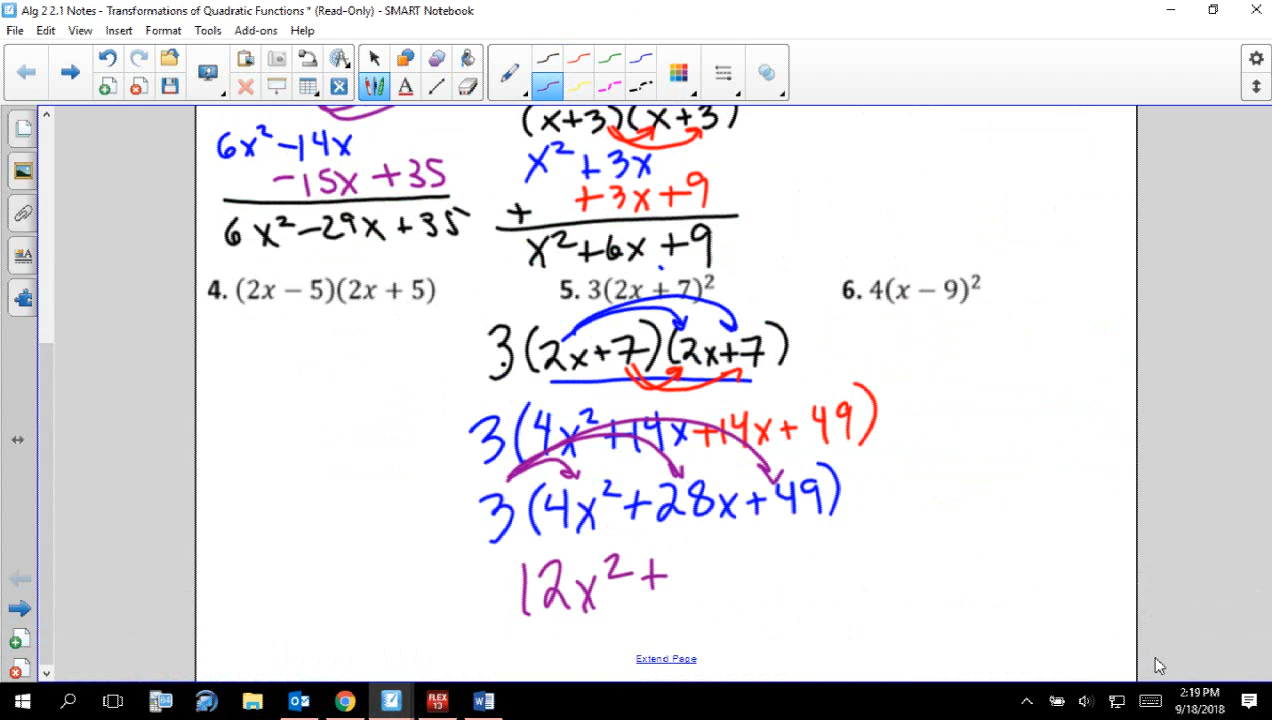 Alg 2 2.1 Notes - Transformations of Quadratic Functions * (Read-Only) - SMART Notebook
File Edit View Insert Format Tools Add-ons Help
(x+3)(x+3)
6x² -14x
x² +3x
-15x +35
+3x+9
+
6x²-29x+35
x²+6x+9
4. (2x − 5)(2x + 5)
5. 3(2x + 7)²
6. 4(x − 9)²
3(2x+7)(2x+7)
3(4x²+14x+14x+49)
3(4x²+28x+49)
12x²+
Extend Page
FLEX 13
2:19 PM
9/18/2018